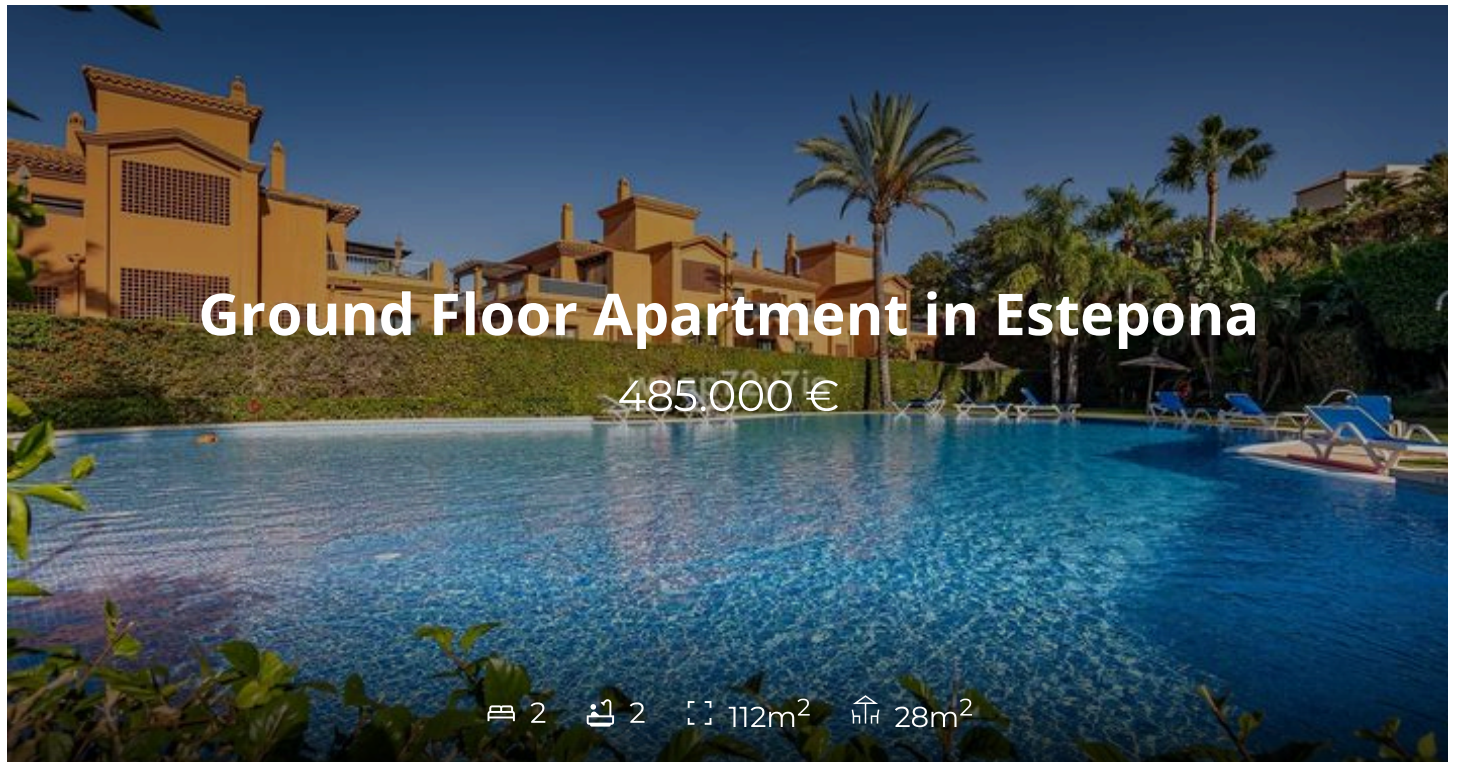 Ground Floor Apartment in Estepona
485.000 €
2 2 112m² 28m²